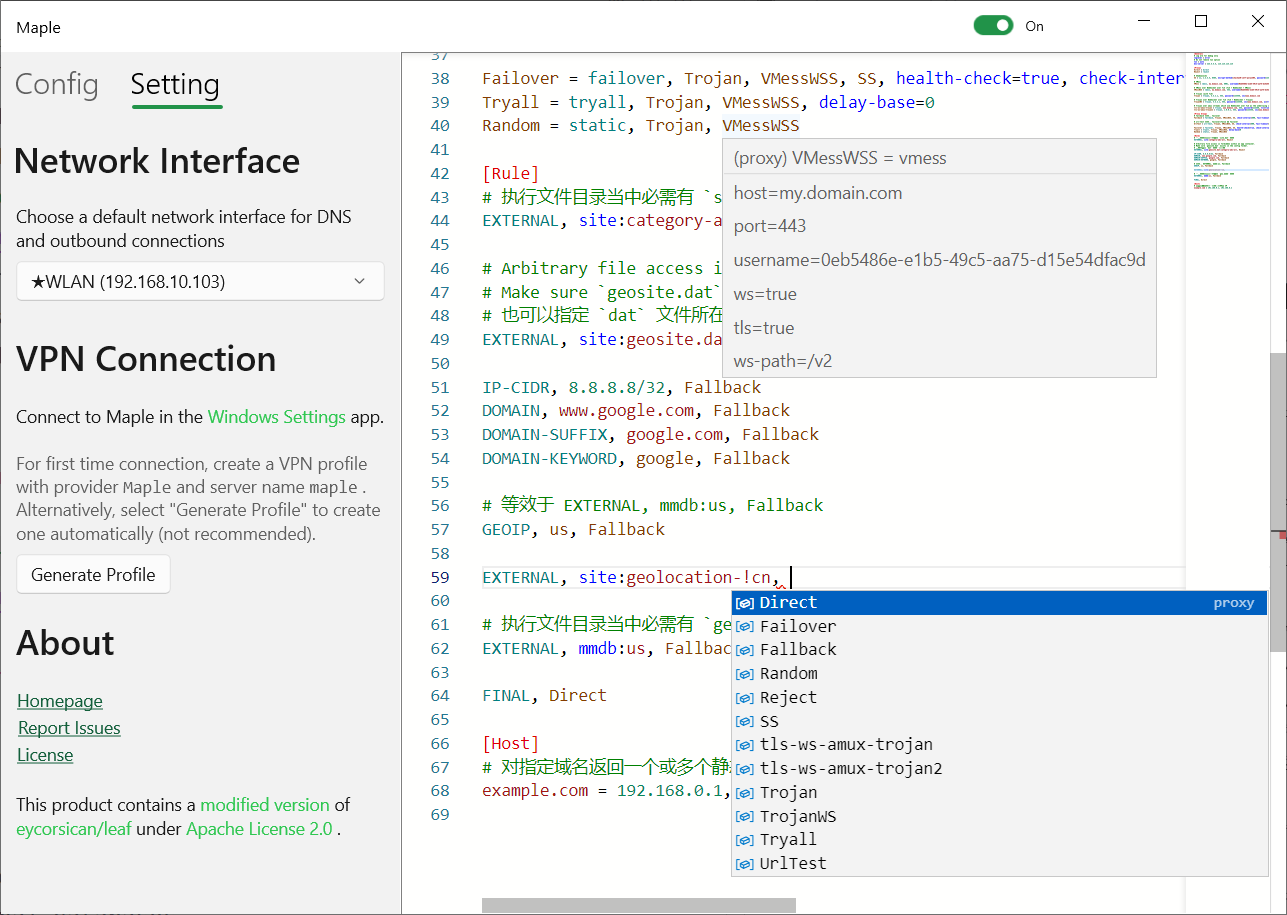 Maple
On
Config Setting
Network Interface
Choose a default network interface for DNS
and outbound connections
★WLAN (192.168.10.103)
VPN Connection
Connect to Maple in the Windows Settings app.
For first time connection, create a VPN profile
with provider Maple and server name maple .
Alternatively, select "Generate Profile" to create
one automatically (not recommended).
Generate Profile
About
Homepage
Report Issues
License
This product contains a modified version of
eycorsican/leaf under Apache License 2.0 .
37
38 Failover = failover, Trojan, VMessWSS, SS, health-check=true, check-inter
39 Tryall = tryall, Trojan, VMessWSS, delay-base=0
40 Random = static, Trojan, VMessWSS
(proxy) VMessWSS = vmess
host=my.domain.com
port=443
username=0eb5486e-e1b5-49c5-aa75-d15e54dfac9d
ws=true
tls=true
ws-path=/v2
41
42 [Rule]
43 # 执行文件目录当中必需有 `s
44 EXTERNAL, site:category-a
45
46 # Arbitrary file access i
47 # Make sure `geosite.dat`
48 # 也可以指定 `dat` 文件所在
49 EXTERNAL, site:geosite.da
50
51 IP-CIDR, 8.8.8.8/32, Fallback
52 DOMAIN, www.google.com, Fallback
53 DOMAIN-SUFFIX, google.com, Fallback
54 DOMAIN-KEYWORD, google, Fallback
55
56 # 等效于 EXTERNAL, mmdb:us, Fallback
57 GEOIP, us, Fallback
58
59 EXTERNAL, site:geolocation-!cn,
60
61 # 执行文件目录当中必需有 `ge
62 EXTERNAL, mmdb:us, Fallbac
63
64 FINAL, Direct
65
66 [Host]
67 # 对指定域名返回一个或多个静
68 example.com = 192.168.0.1,
69
Direct proxy
Failover
Fallback
Random
Reject
SS
tls-ws-amux-trojan
tls-ws-amux-trojan2
Trojan
TrojanWS
Tryall
UrlTest